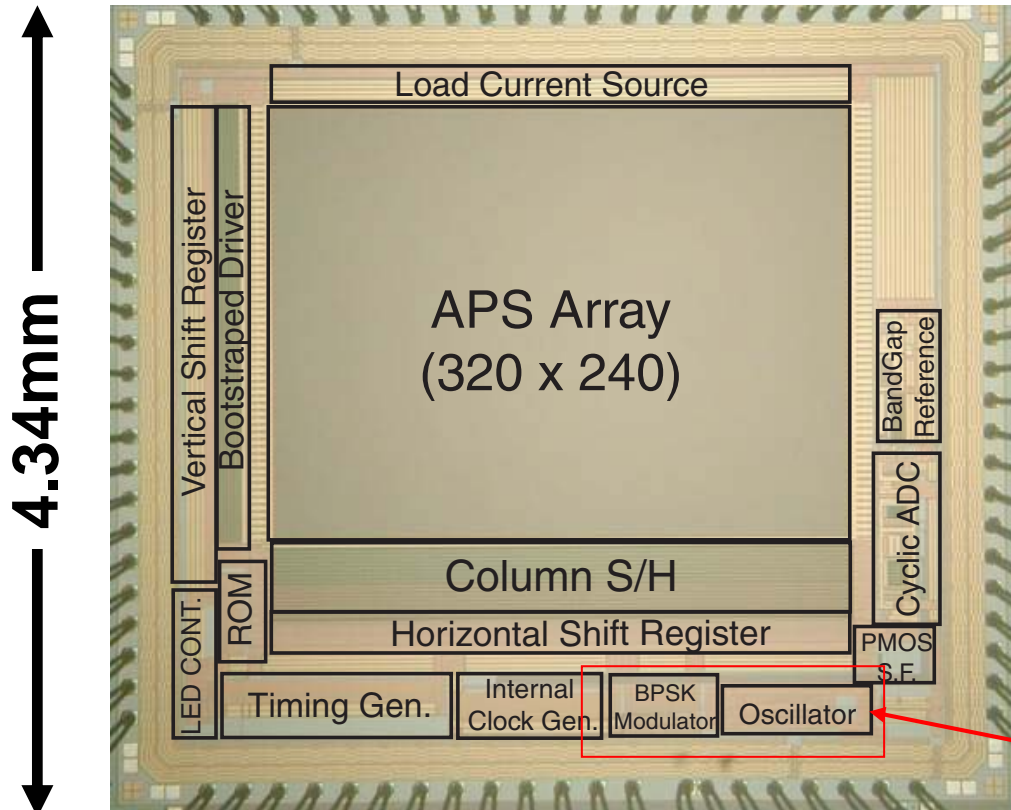 4.34mm
Load Current Source
Vertical Shift Register
Bootstraped Driver
APS Array
(320 x 240)
BandGap
Reference
Cyclic ADC
Column S/H
ROM
LED CONT.
Horizontal Shift Register
PMOS
S.F.
Timing Gen.
Internal
Clock Gen.
BPSK
Modulator
Oscillator